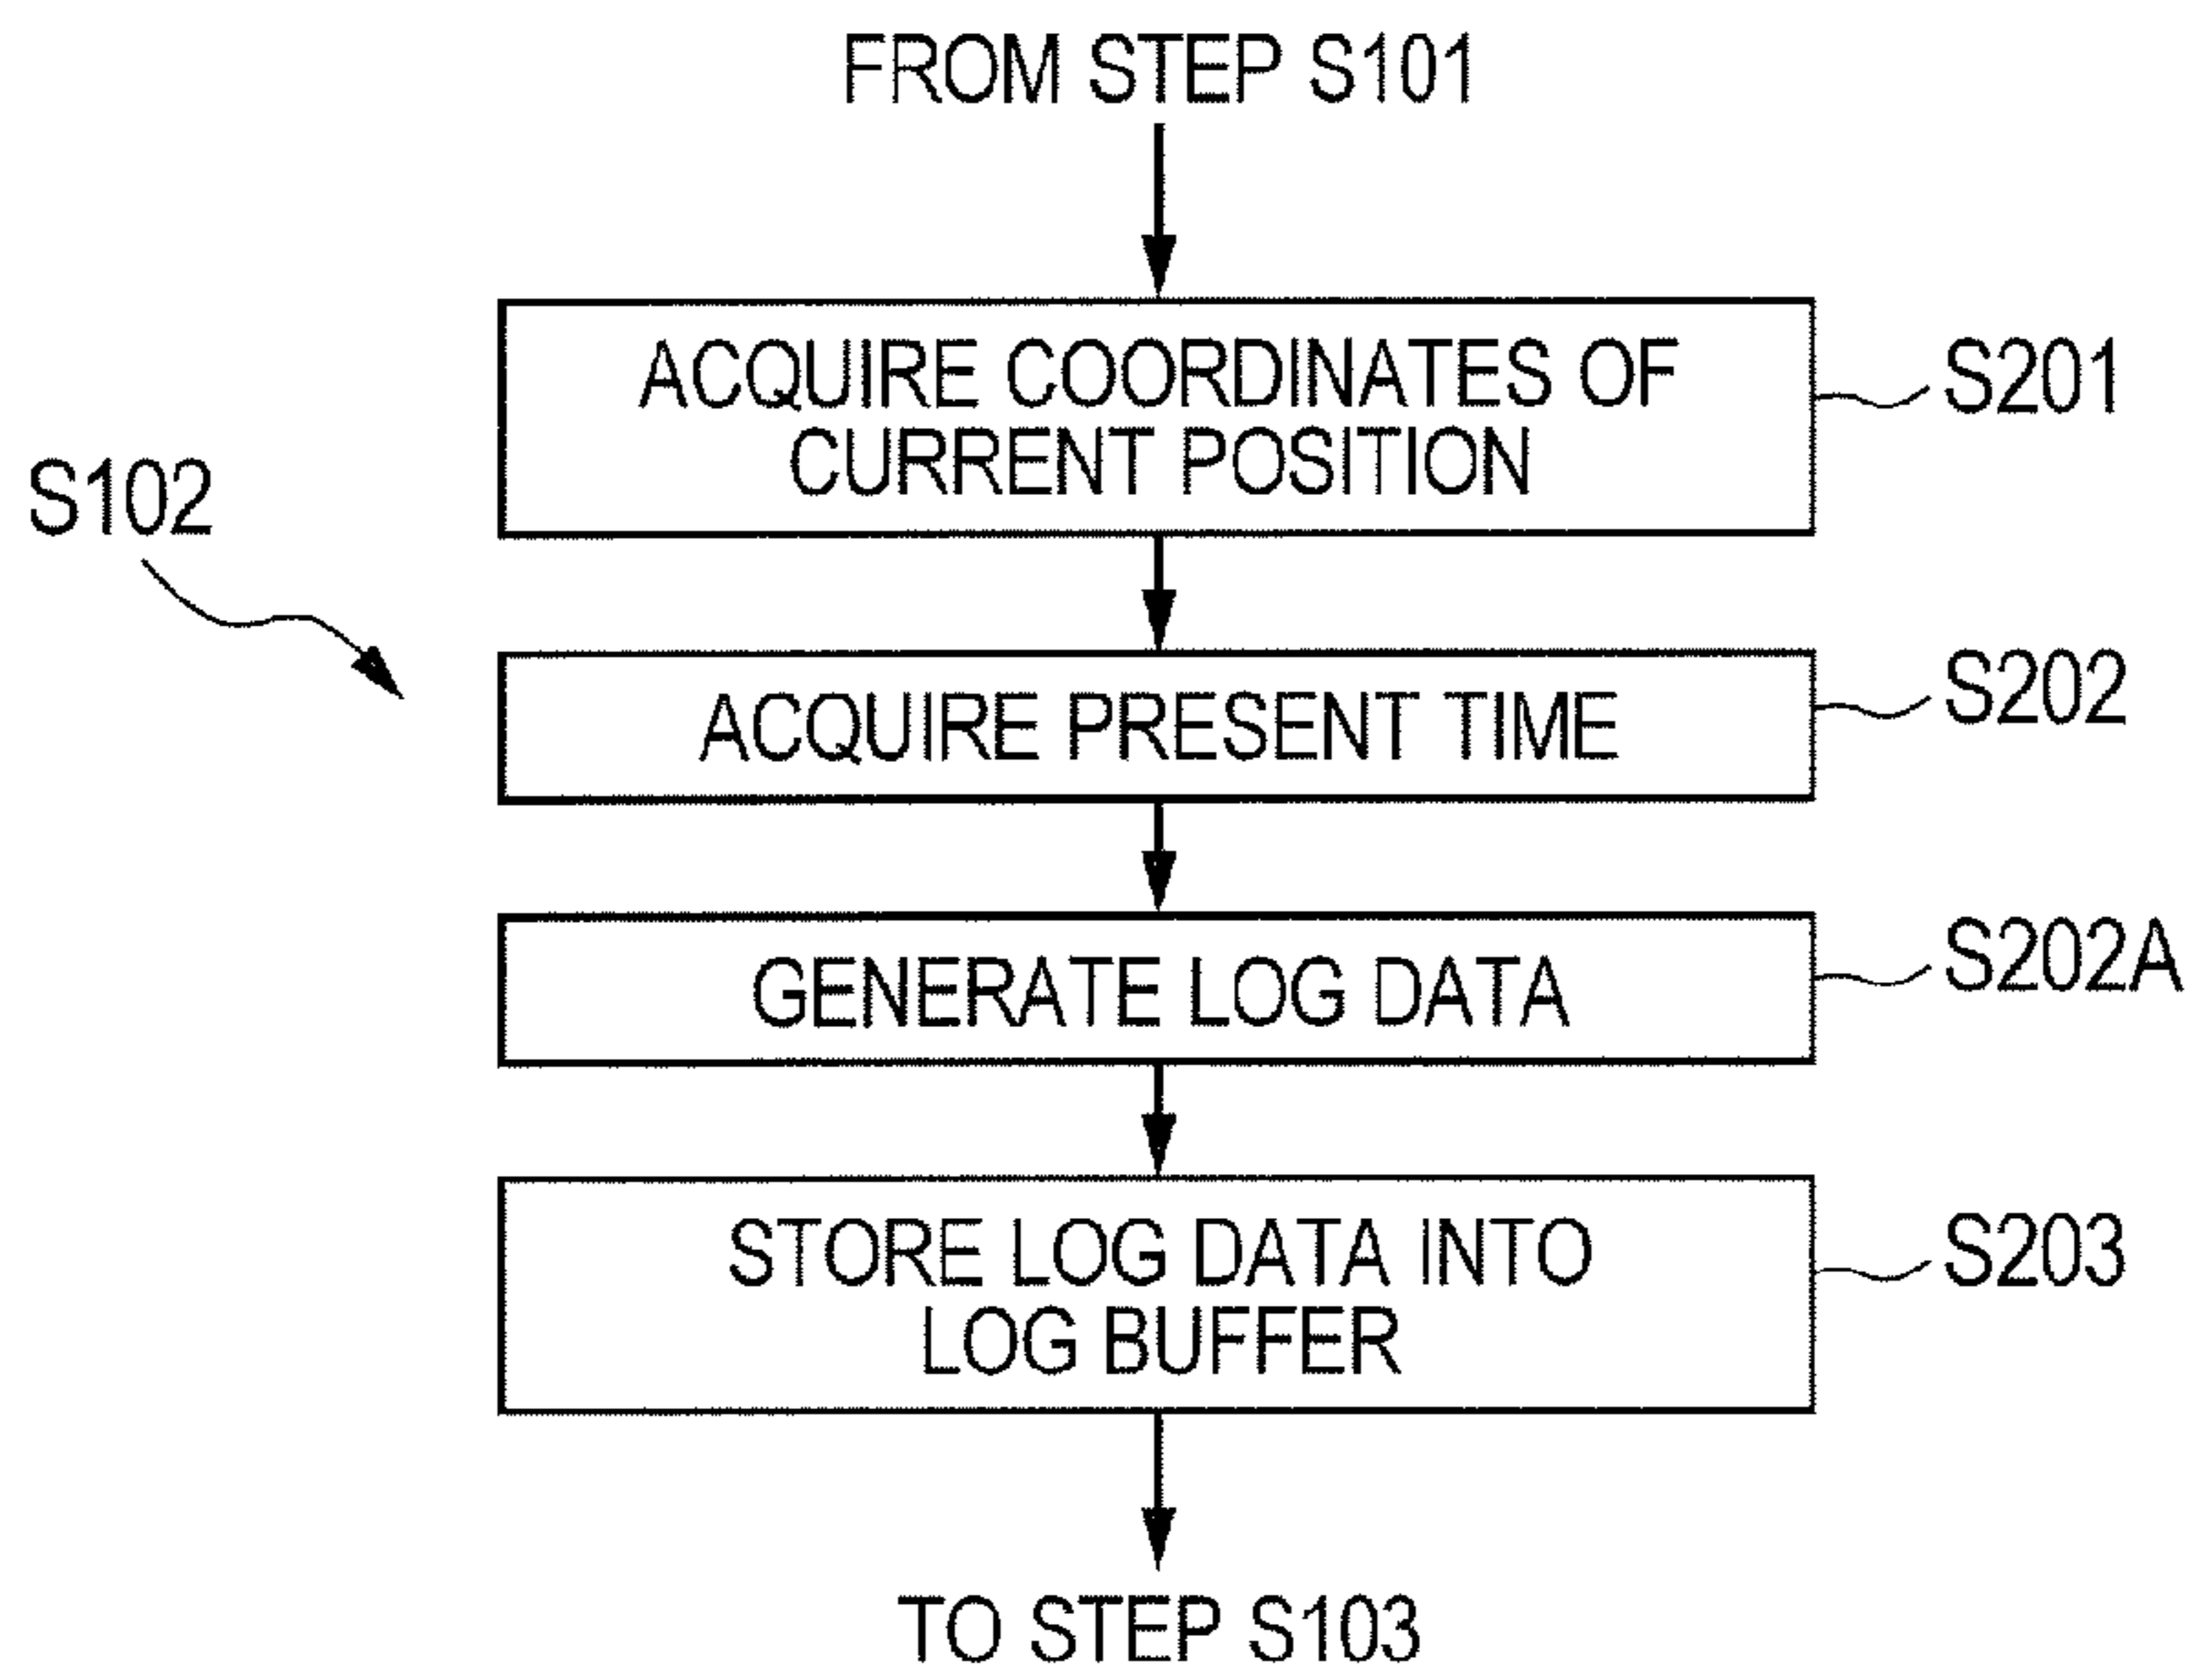 FROM STEP S101
ACQUIRE COORDINATES OF
CURRENT POSITION
S201
S102
ACQUIRE PRESENT TIME
S202
GENERATE LOG DATA
S202A
STORE LOG DATA INTO
LOG BUFFER
S203
TO STEP S103